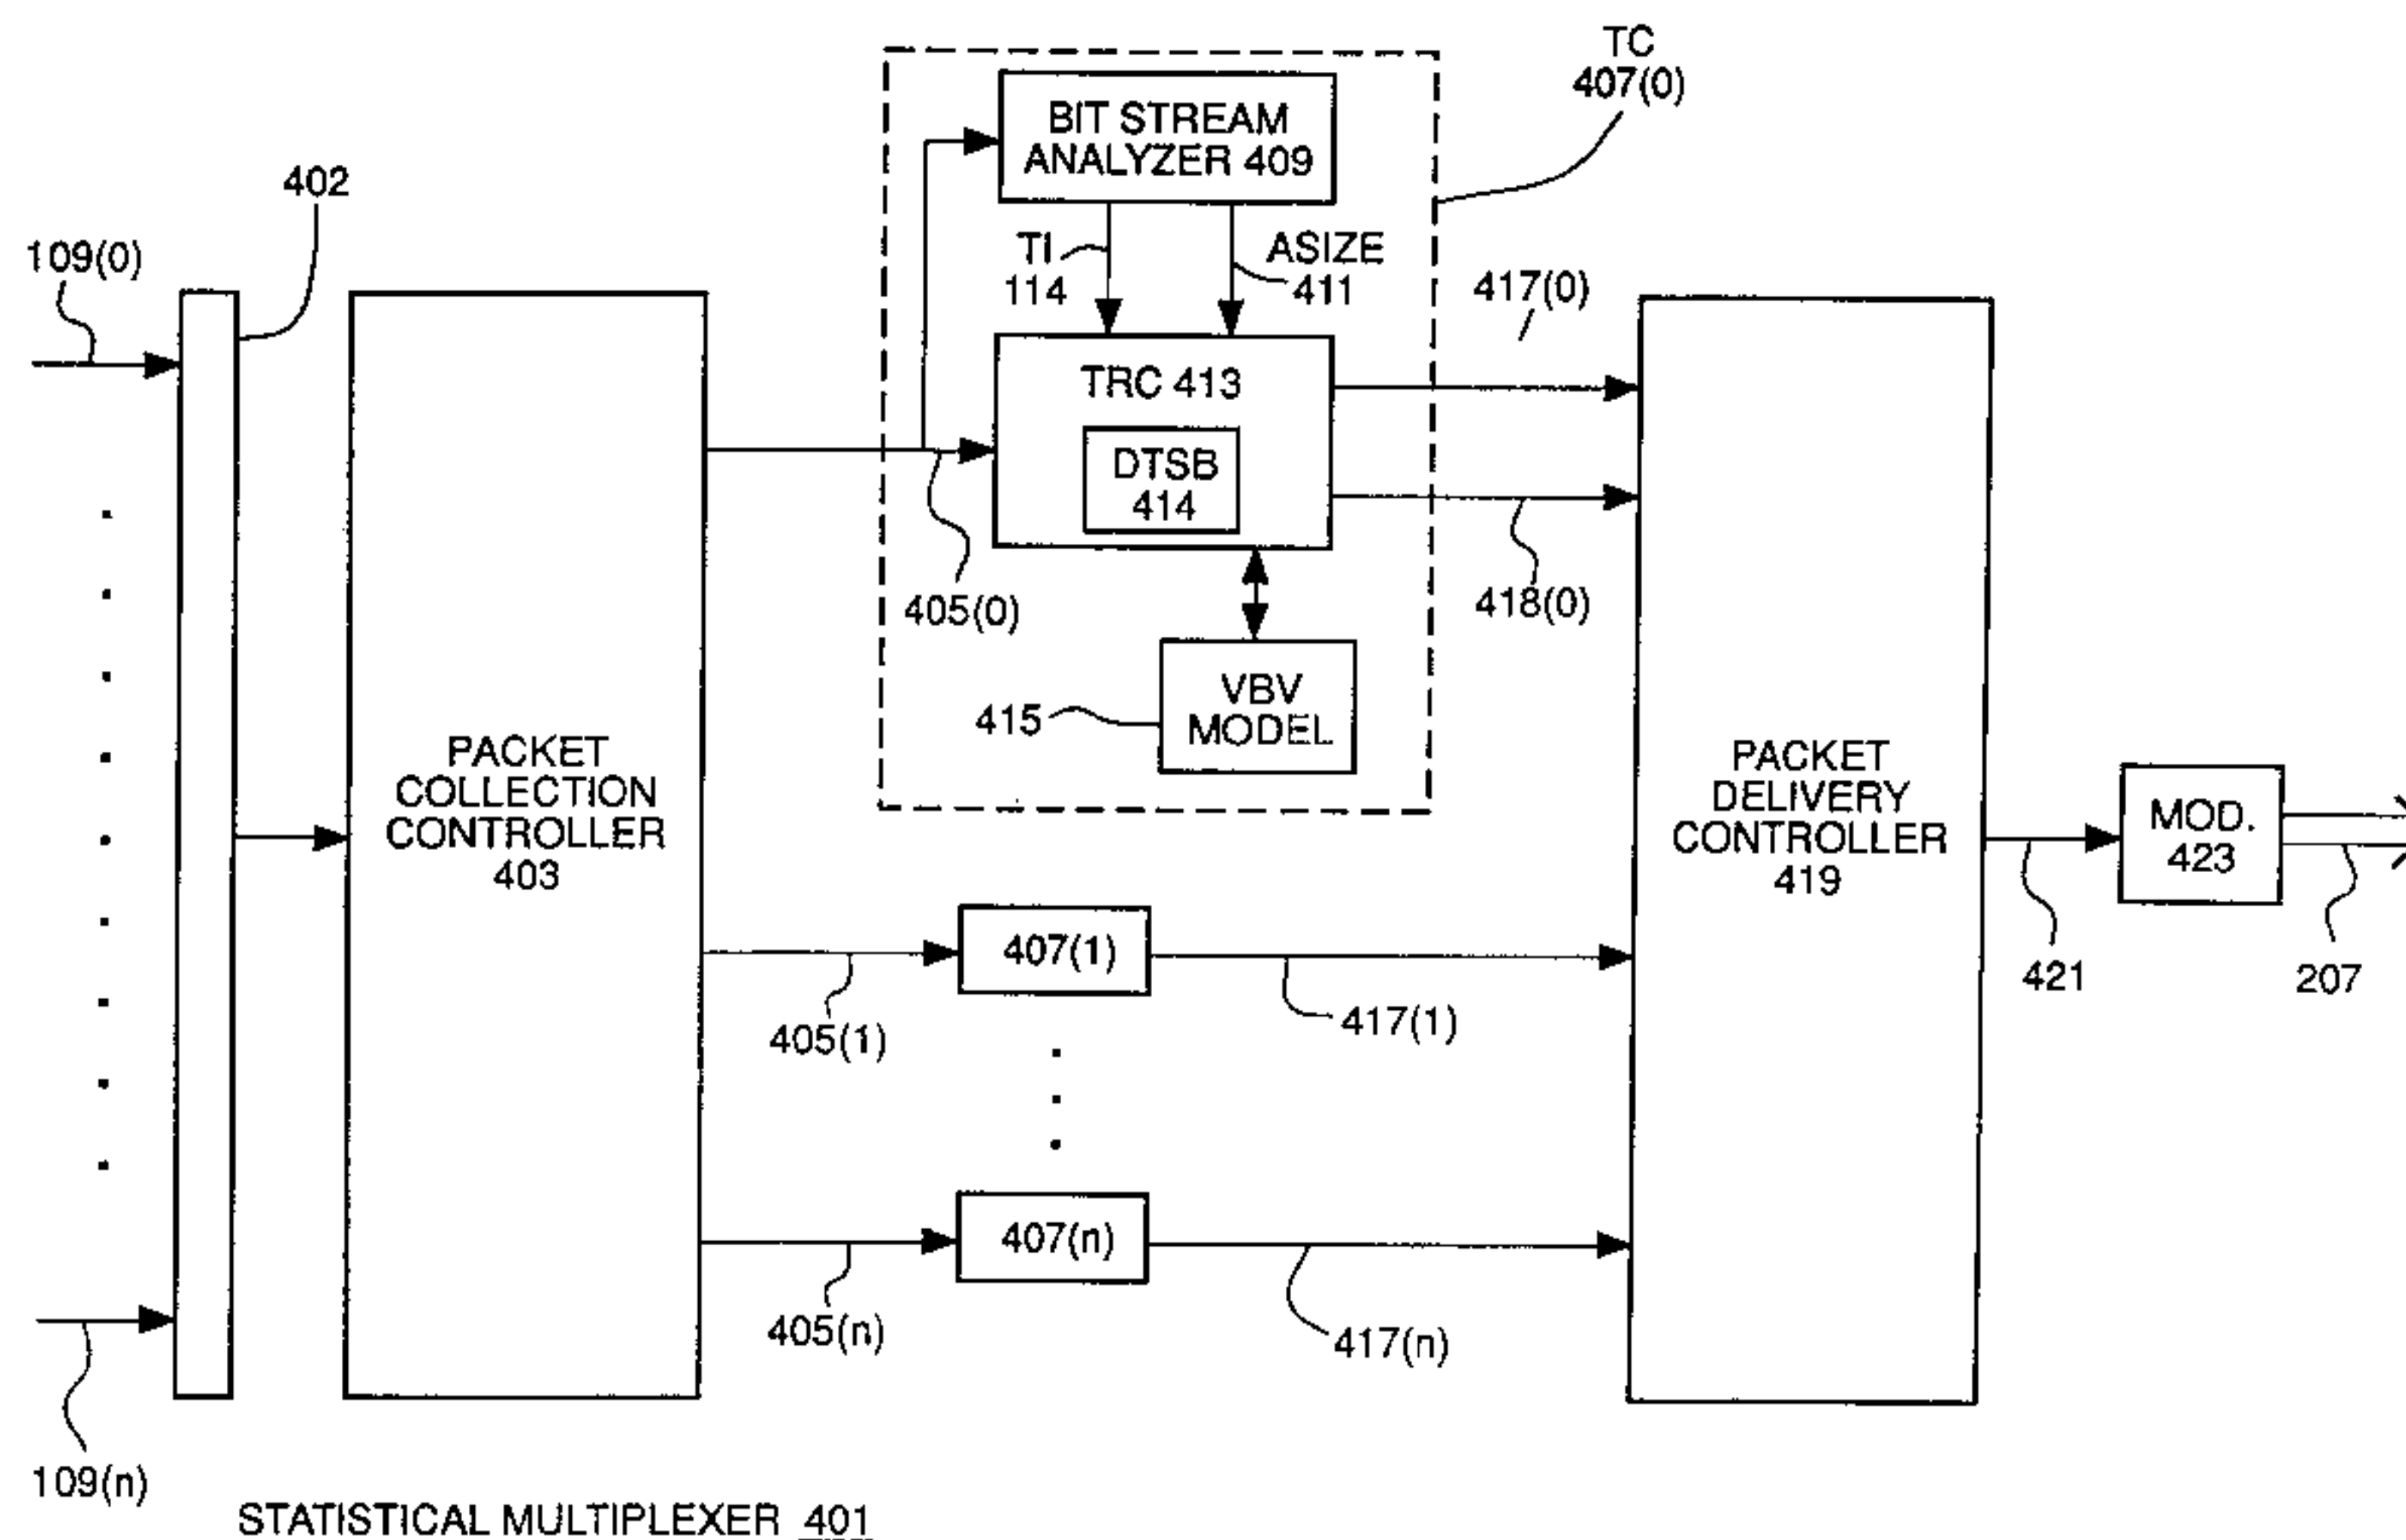 TC
407(0)
BIT STREAM
ANALYZER 409
402
109(0)
TI
114
ASIZE
411
417(0)
TRC 413
DTSB
414
405(0)
418(0)
415
VBV
MODEL
PACKET
COLLECTION
CONTROLLER
403
PACKET
DELIVERY
CONTROLLER
419
MOD.
423
407(1)
421
207
405(1)
417(1)
407(n)
405(n)
417(n)
109(n)
STATISTICAL MULTIPLEXER 401